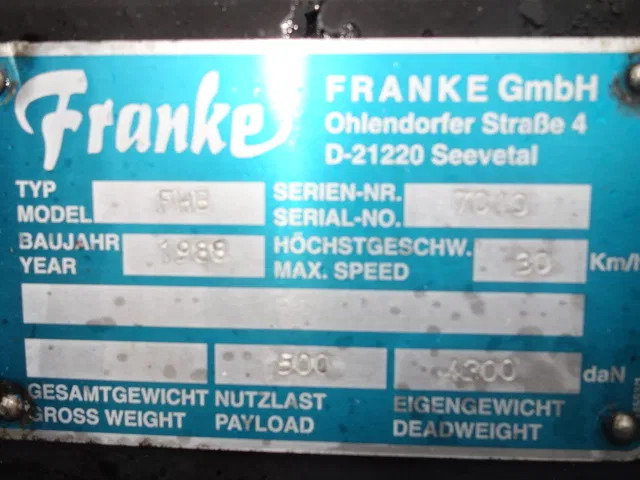 Franke
FRANKE GmbH
Ohlendorfer Straße 4
D-21220 Seevetal
TYP
MODEL
SERIEN-NR.
SERIAL-NO.
BAUJAHR
YEAR
HÖCHSTGESCHW.
MAX. SPEED
30 Km/h
4300 daN
GESAMTGEWICHT
GROSS WEIGHT
NUTZLAST
PAYLOAD
EIGENGEWICHT
DEADWEIGHT